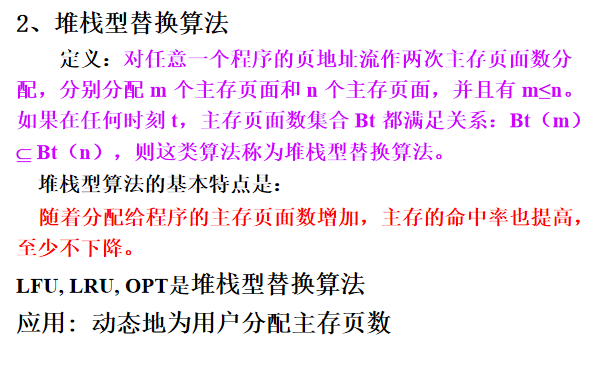 2、堆栈型替换算法
定义：对任意一个程序的页地址流作两次主存页面数分
配，分别分配 m 个主存页面和 n 个主存页面，并且有 m≤n。
如果在任何时刻 t，主存页面数集合 Bt 都满足关系：Bt（m）
⊆ Bt（n），则这类算法称为堆栈型替换算法。
堆栈型算法的基本特点是：
随着分配给程序的主存页面数增加，主存的命中率也提高，
至少不下降。
LFU, LRU, OPT是堆栈型替换算法
应用：动态地为用户分配主存页数